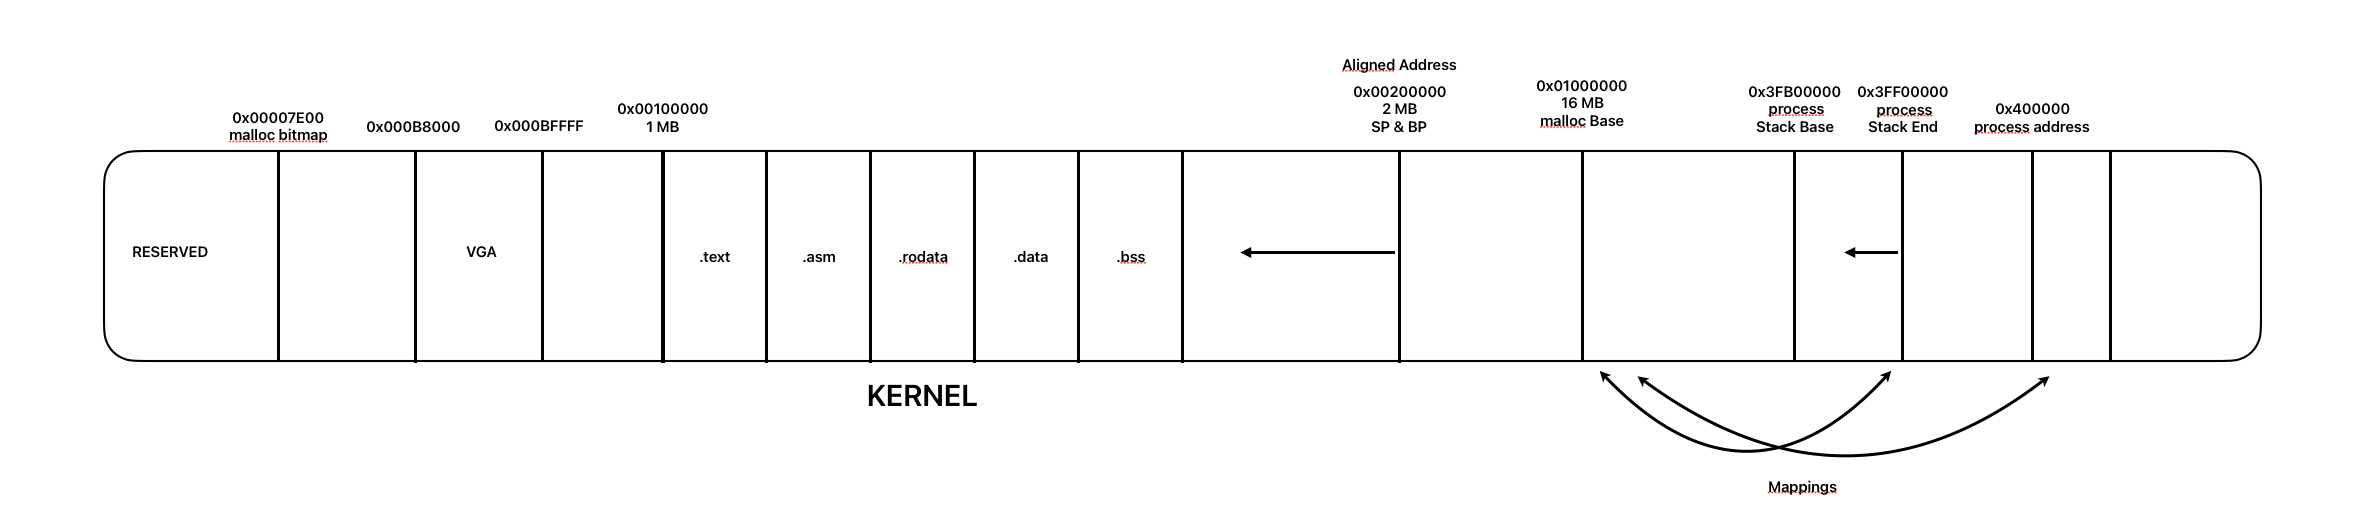 Aligned Address
0x00007E00
malloc bitmap
0x000B8000
0x000BFFFF
0x00100000
1 MB
0x00200000
2 MB
SP & BP
0x01000000
16 MB
malloc Base
0x3FB00000
process
Stack Base
0x3FF00000
process
Stack End
0x400000
process address
RESERVED
VGA
.text
.asm
.rodata
.data
.bss
KERNEL
Mappings